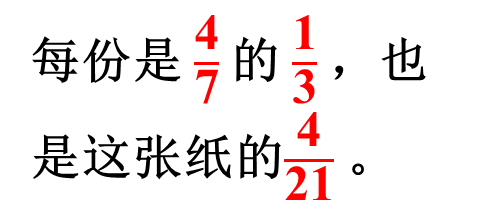 每份是 4/7 的 1/3，也
是这张纸的 4/21。